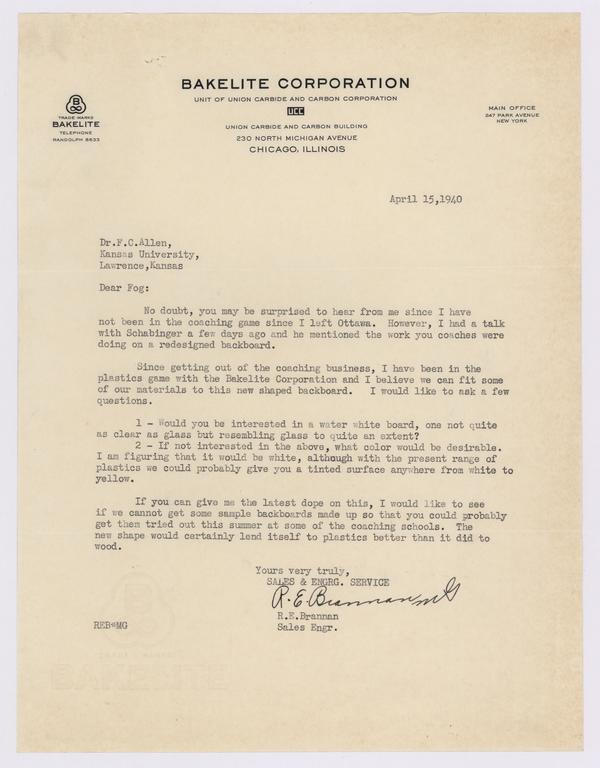 BAKELITE CORPORATION
UNIT OF UNION CARBIDE AND CARBON CORPORATION
UCC
UNION CARBIDE AND CARBON BUILDING
230 NORTH MICHIGAN AVENUE
CHICAGO, ILLINOIS
B
TRADE MARKS
BAKELITE
TELEPHONE
RANDOLPH 8633
MAIN OFFICE
247 PARK AVENUE
NEW YORK
April 15,1940
Dr.F.C.Allen,
Kansas University,
Lawrence,Kansas
Dear Fog:
No doubt, you may be surprised to hear from me since I have
not been in the coaching game since I left Ottawa. However, I had a talk
with Schabinger a few days ago and he mentioned the work you coaches were
doing on a redesigned backboard.
Since getting out of the coaching business, I have been in the
plastics game with the Bakelite Corporation and I believe we can fit some
of our materials to this new shaped backboard. I would like to ask a few
questions.
1 - Would you be interested in a water white board, one not quite
as clear as glass but resembling glass to quite an extent?
2 - If not interested in the above, what color would be desirable.
I am figuring that it would be white, although with the present range of
plastics we could probably give you a tinted surface anywhere from white to
yellow.
If you can give me the latest dope on this, I would like to see
if we cannot get some sample backboards made up so that you could probably
get them tried out this summer at some of the coaching schools. The
new shape would certainly lend itself to plastics better than it did to
wood.
Yours very truly,
SALES & ENGRG. SERVICE
R.E.Brannan MG
R.E.Brannan
Sales Engr.
REB*MG